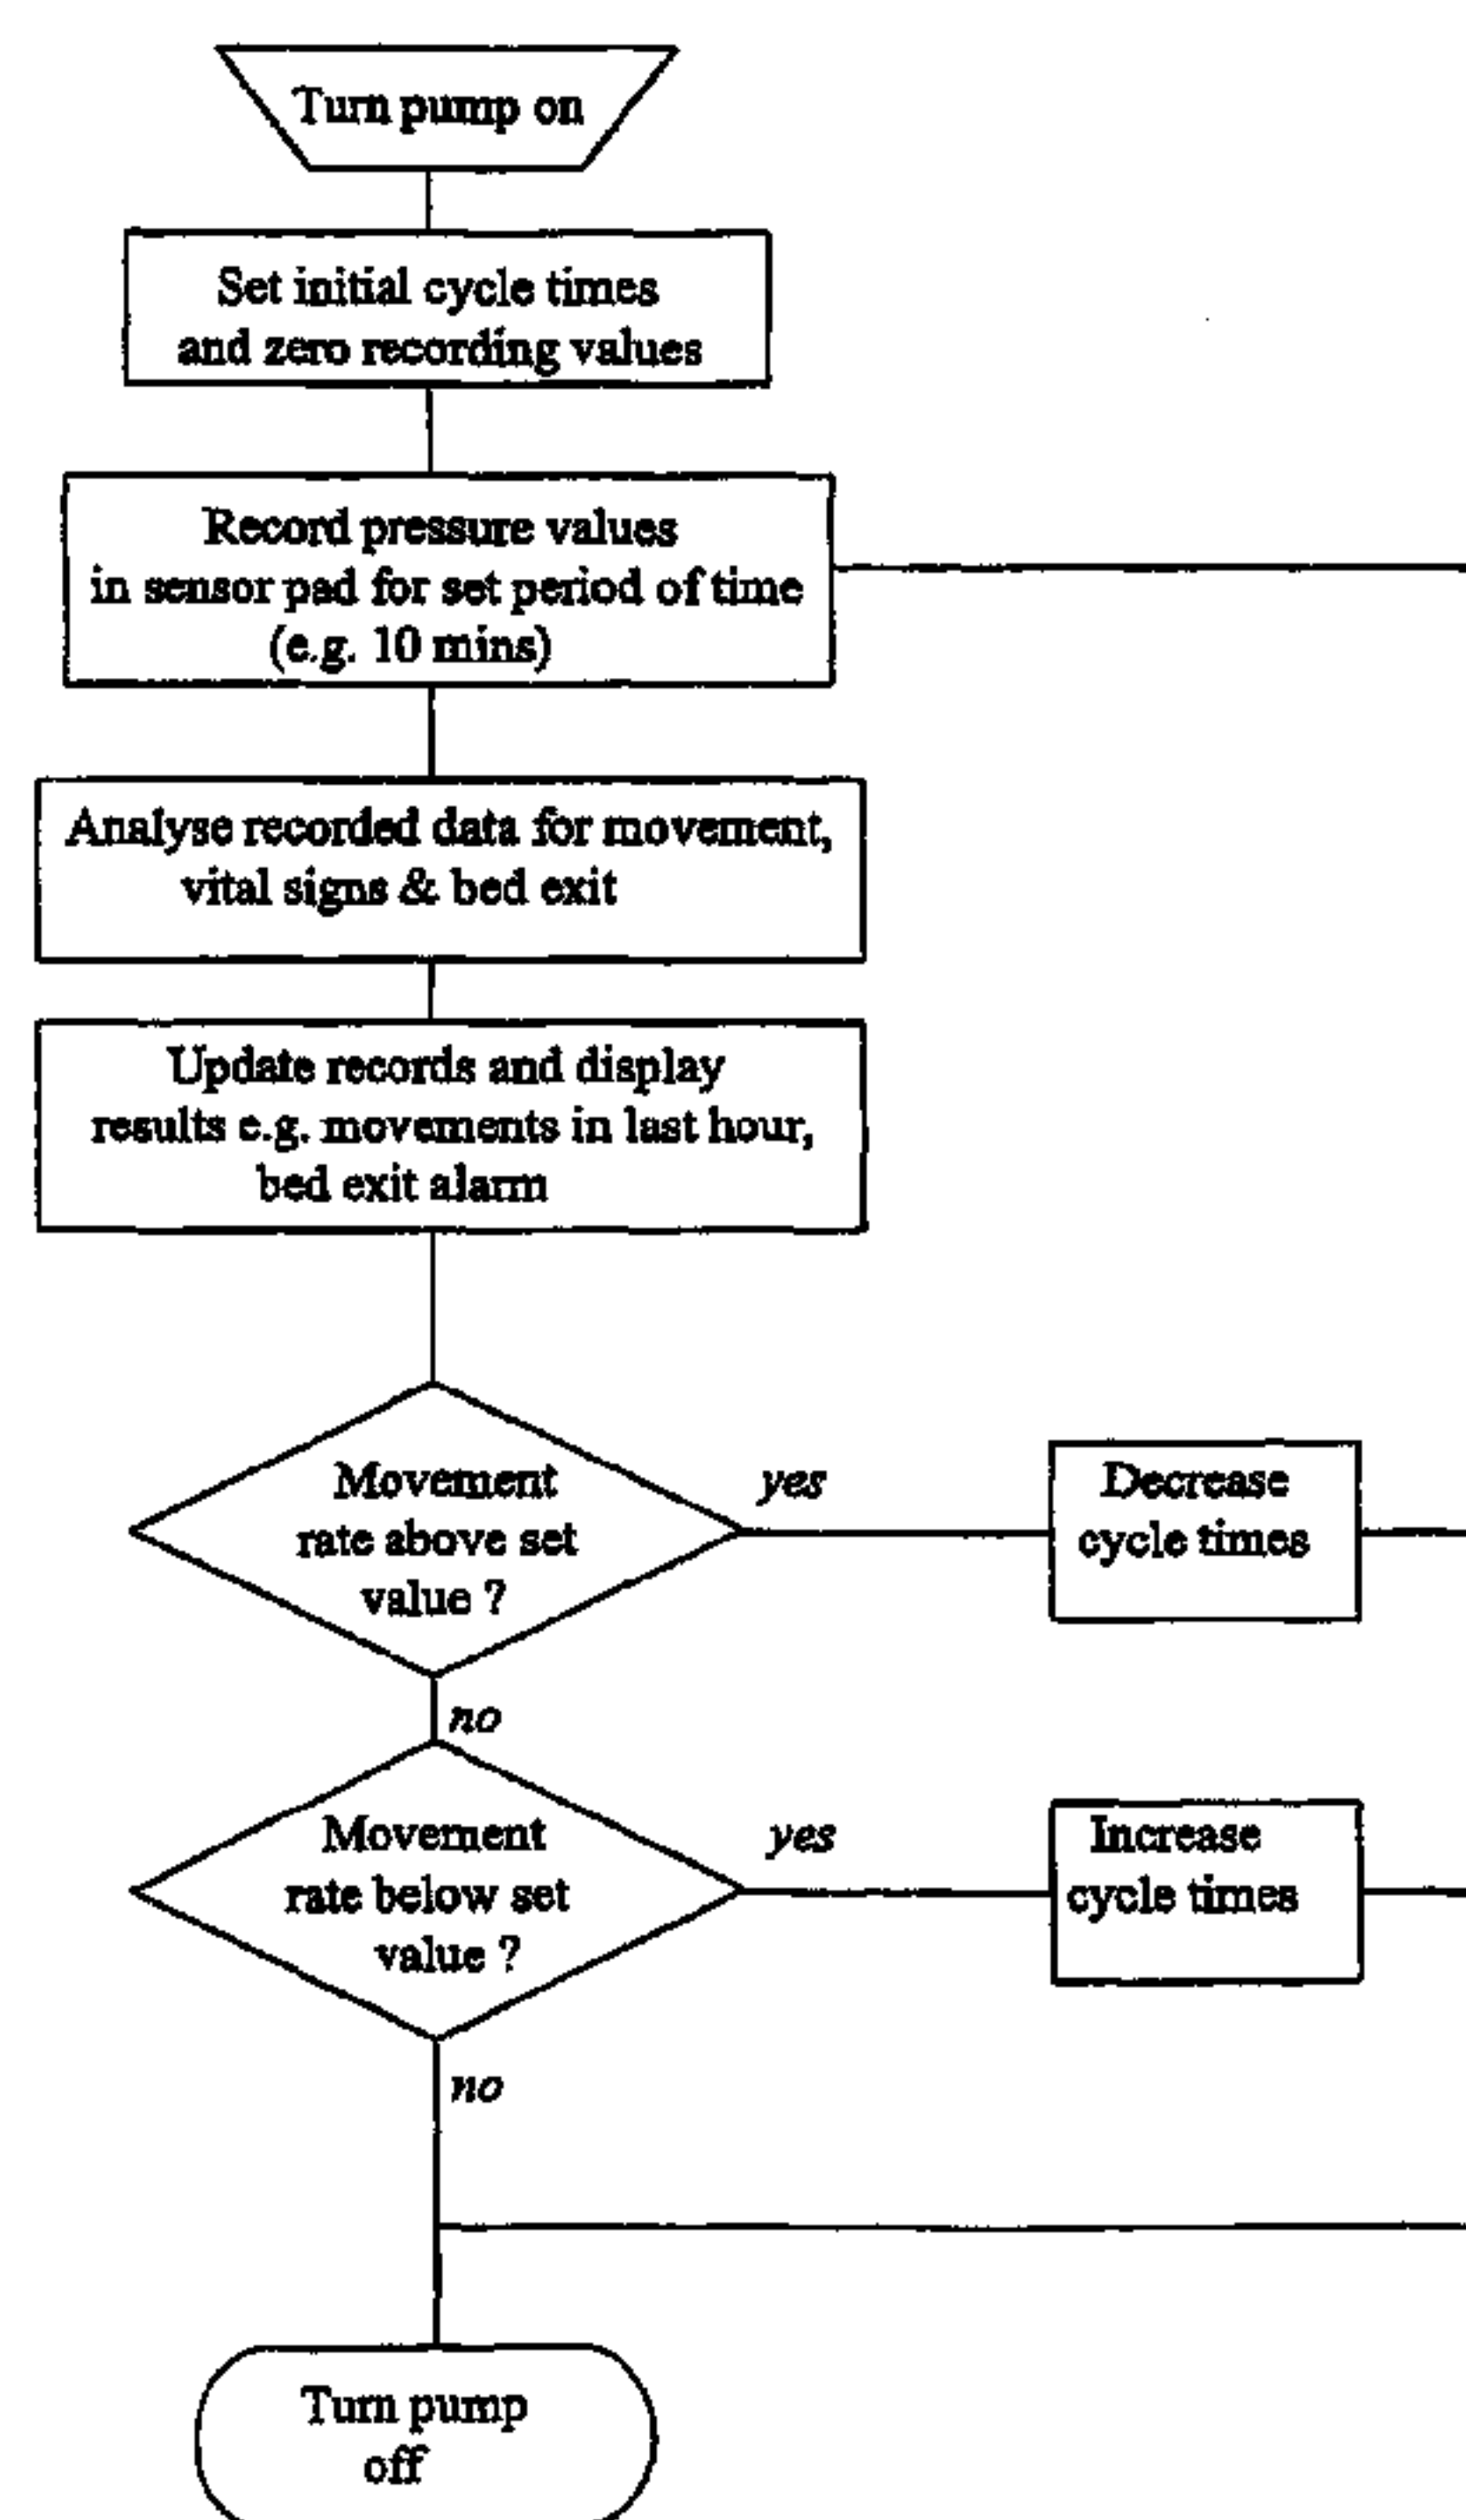 Turn pump on
Set initial cycle times
and zero recording values
Record pressure values
in sensor pad for set period of time
(e.g. 10 mins)
Analyse recorded data for movement,
vital signs & bed exit
Update records and display
results e.g. movements in last hour,
bed exit alarm
Movement
rate above set
value ?
yes
Decrease
cycle times
no
Movement
rate below set
value ?
yes
Increase
cycle times
no
Turn pump
off